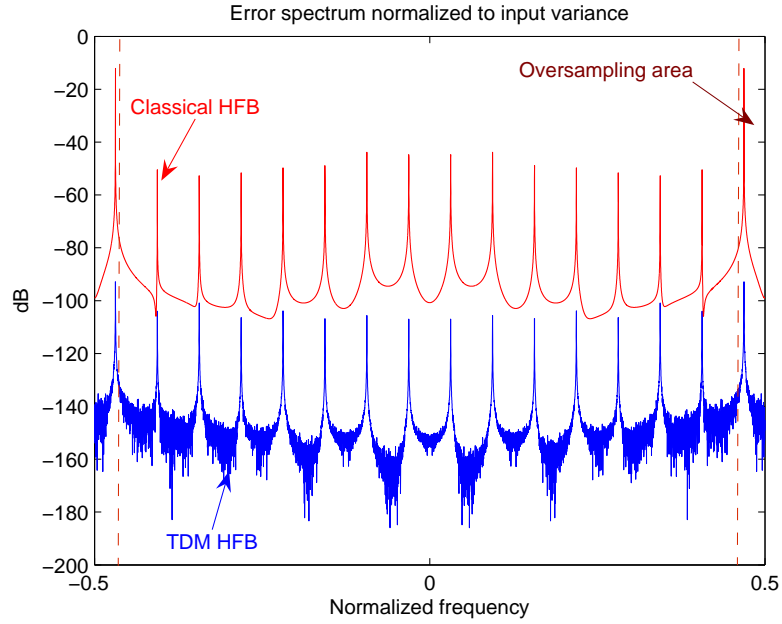 Error spectrum normalized to input variance
0
−20
−40
−60
−80
−100
−120
−140
−160
−180
−200
dB
Oversampling area
Classical HFB
TDM HFB
−0.5
0
0.5
Normalized frequency